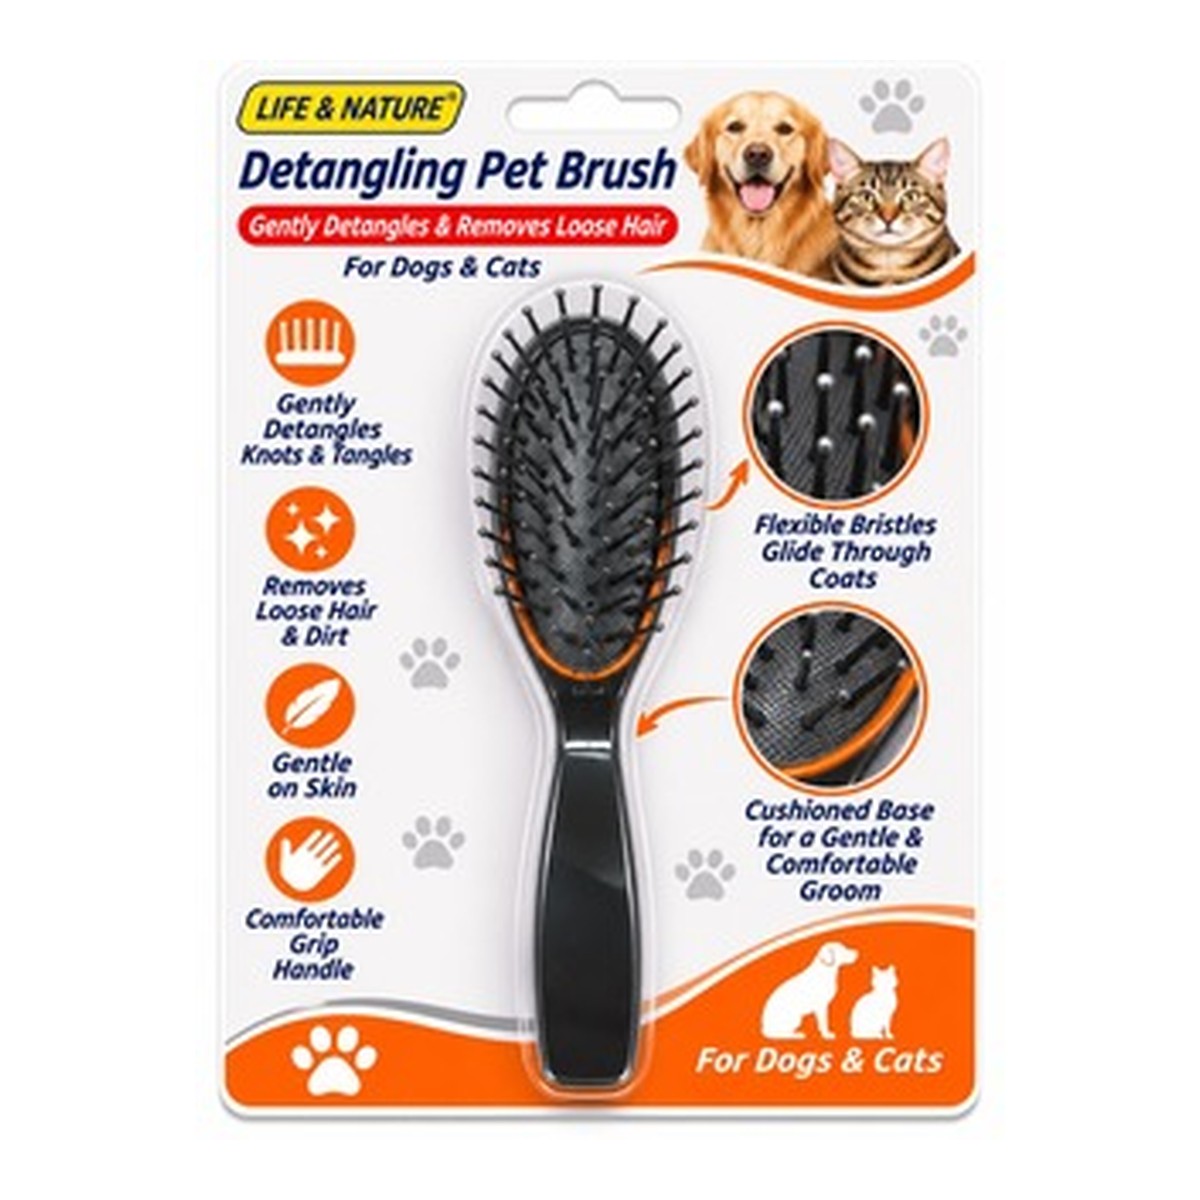 LIFE & NATURE®
Detangling Pet Brush
Gently Detangles & Removes Loose Hair
For Dogs & Cats
Gently
Detangles
Knots & Tangles
Removes
Loose Hair
& Dirt
Gentle
on Skin
Comfortable
Grip
Handle
Flexible Bristles
Glide Through
Coats
Cushioned Base
for a Gentle &
Comfortable
Groom
For Dogs & Cats